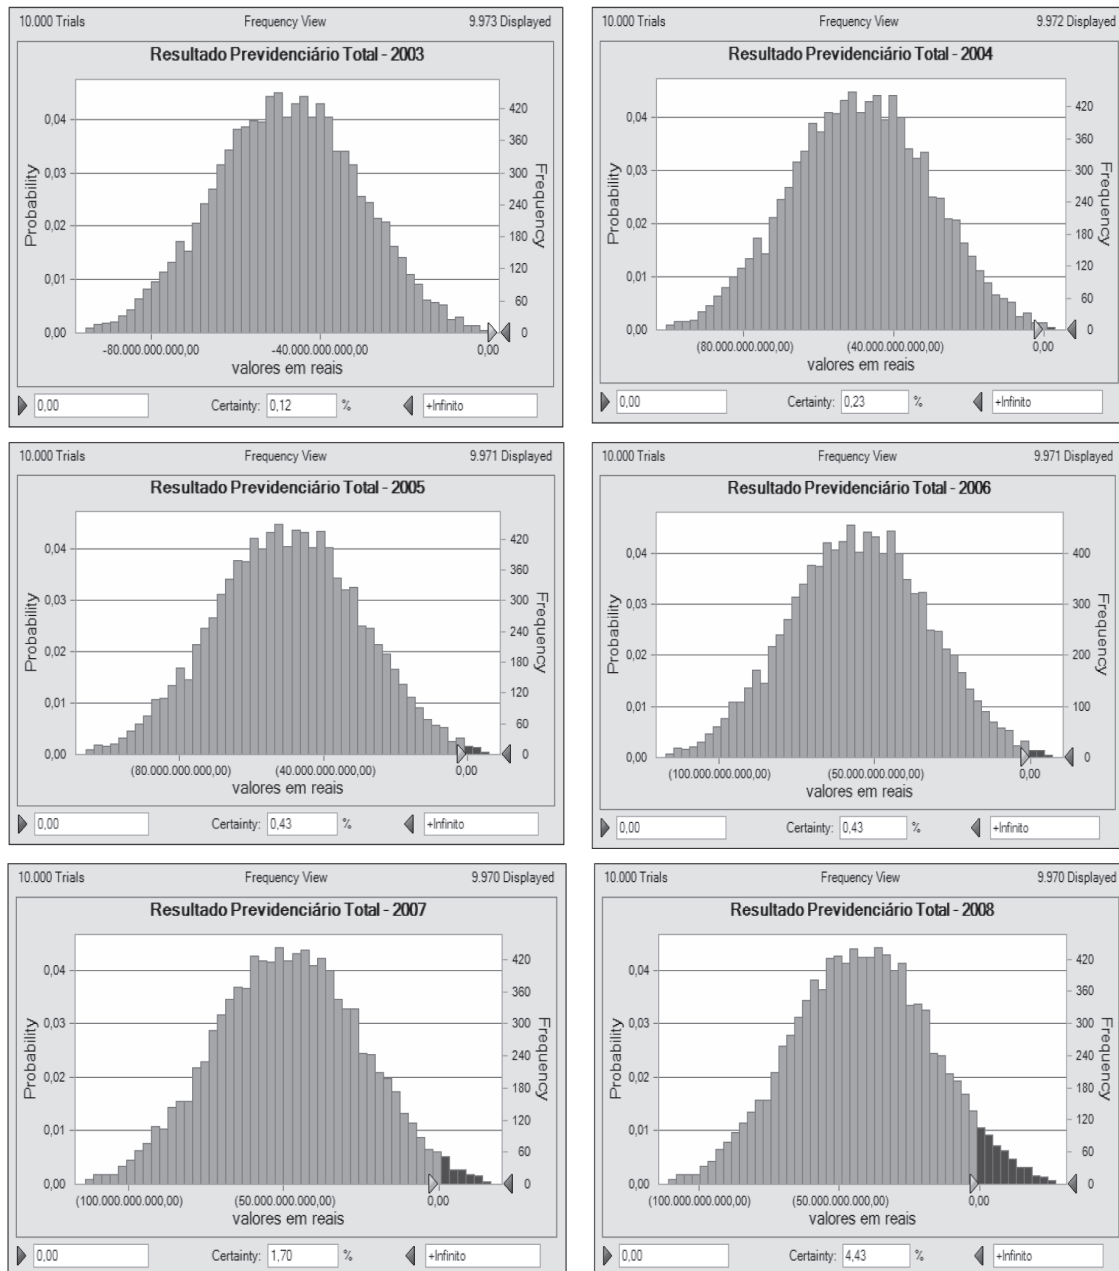 10.000 Trials Frequency View 9.973 Displayed
Resultado Previdenciário Total - 2003
Probability
0,04
0,03
0,02
0,01
0,00
420
360
300
240
180
120
60
0
Frequency
-80.000.000.000,00 -40.000.000.000,00 0,00
valores em reais
0,00 Certainty: 0,12 % +Infinito
10.000 Trials Frequency View 9.972 Displayed
Resultado Previdenciário Total - 2004
Probability
0,04
0,03
0,02
0,01
0,00
420
360
300
240
180
120
60
0
Frequency
(80.000.000.000,00) (40.000.000.000,00) 0,00
valores em reais
0,00 Certainty: 0,23 % +Infinito
10.000 Trials Frequency View 9.971 Displayed
Resultado Previdenciário Total - 2005
Probability
0,04
0,03
0,02
0,01
0,00
420
360
300
240
180
120
60
0
Frequency
(80.000.000.000,00) (40.000.000.000,00) 0,00
valores em reais
0,00 Certainty: 0,43 % +Infinito
10.000 Trials Frequency View 9.971 Displayed
Resultado Previdenciário Total - 2006
Probability
0,04
0,03
0,02
0,01
0,00
400
300
200
100
0
Frequency
(100.000.000.000,00) (50.000.000.000,00) 0,00
valores em reais
0,00 Certainty: 0,43 % +Infinito
10.000 Trials Frequency View 9.970 Displayed
Resultado Previdenciário Total - 2007
Probability
0,04
0,03
0,02
0,01
0,00
420
360
300
240
180
120
60
0
Frequency
(100.000.000.000,00) (50.000.000.000,00) 0,00
valores em reais
0,00 Certainty: 1,70 % +Infinito
10.000 Trials Frequency View 9.970 Displayed
Resultado Previdenciário Total - 2008
Probability
0,04
0,03
0,02
0,01
0,00
420
360
300
240
180
120
60
0
Frequency
(100.000.000.000,00) (50.000.000.000,00) 0,00
valores em reais
0,00 Certainty: 4,43 % +Infinito